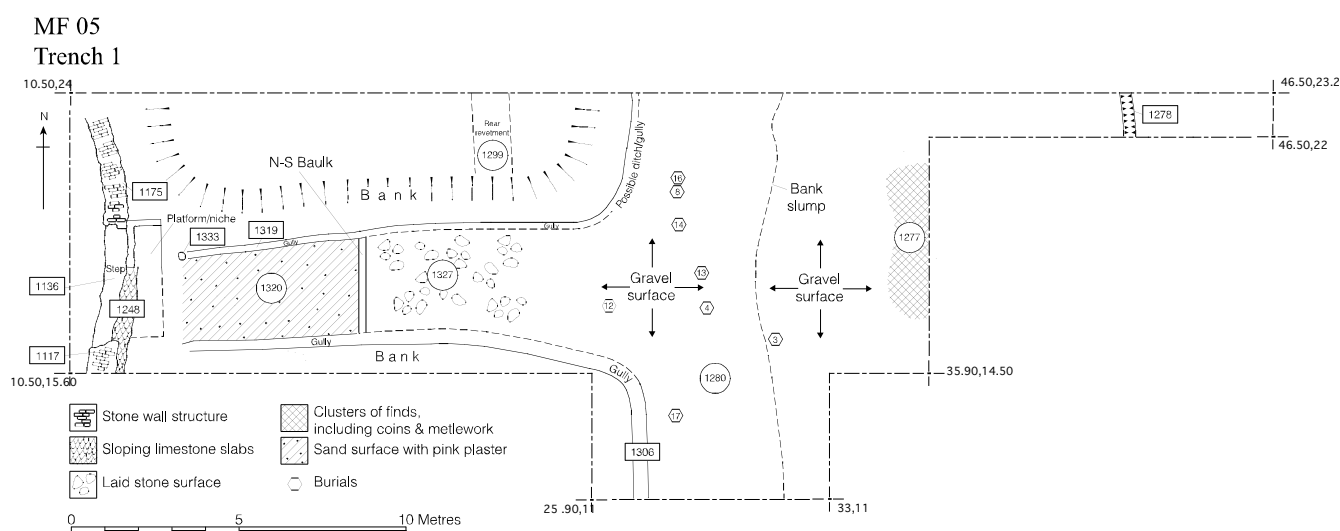 MF 05
Trench 1
10.50,24
46.50,23.2
N
Rear
revetment
1299
1278
46.50,22
N-S Baulk
Possible ditch/gully
1175
Bank
16
8
Bank
slump
Platform/niche
1333
1319
Gully
Gully
14
1277
Step
1320
1327
13
Gravel
surface
Gravel
surface
1136
1248
12
4
3
1117
Gully
Bank
Gully
1280
10.50,15.60
35.90,14.50
17
1306
Stone wall structure
Sloping limestone slabs
Laid stone surface
Clusters of finds,
including coins & metlework
Sand surface with pink plaster
Burials
25 .90,11
33,11
0 5 10 Metres